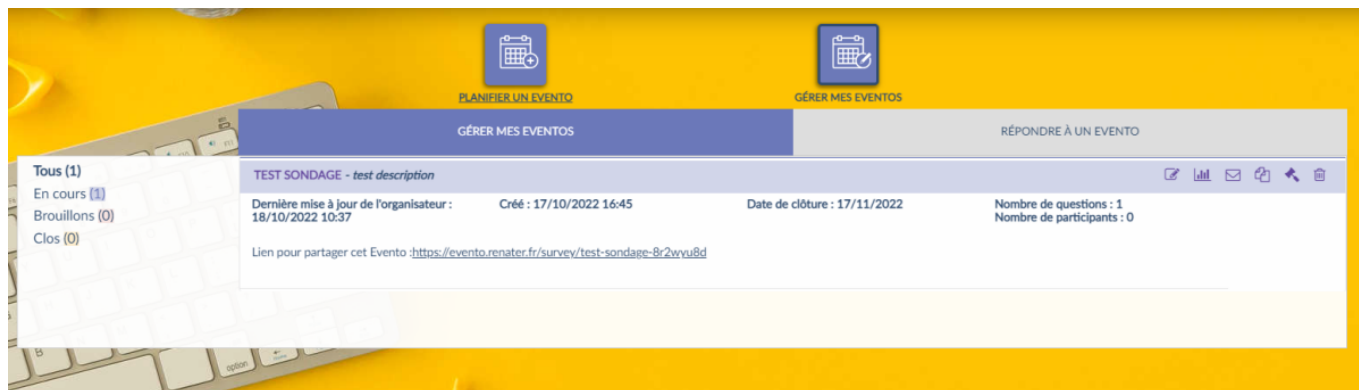 PLANIFIER UN EVENTO
GÉRER MES EVENTOS
GÉRER MES EVENTOS
RÉPONDRE À UN EVENTO
Tous (1)
En cours (1)
Brouillons (0)
Clos (0)
TEST SONDAGE - test description
Dernière mise à jour de l'organisateur :
18/10/2022 10:37
Créé : 17/10/2022 16:45
Date de clôture : 17/11/2022
Nombre de questions : 1
Nombre de participants : 0
Lien pour partager cet Evento :https://evento.renater.fr/survey/test-sondage-8r2wyu8d
option